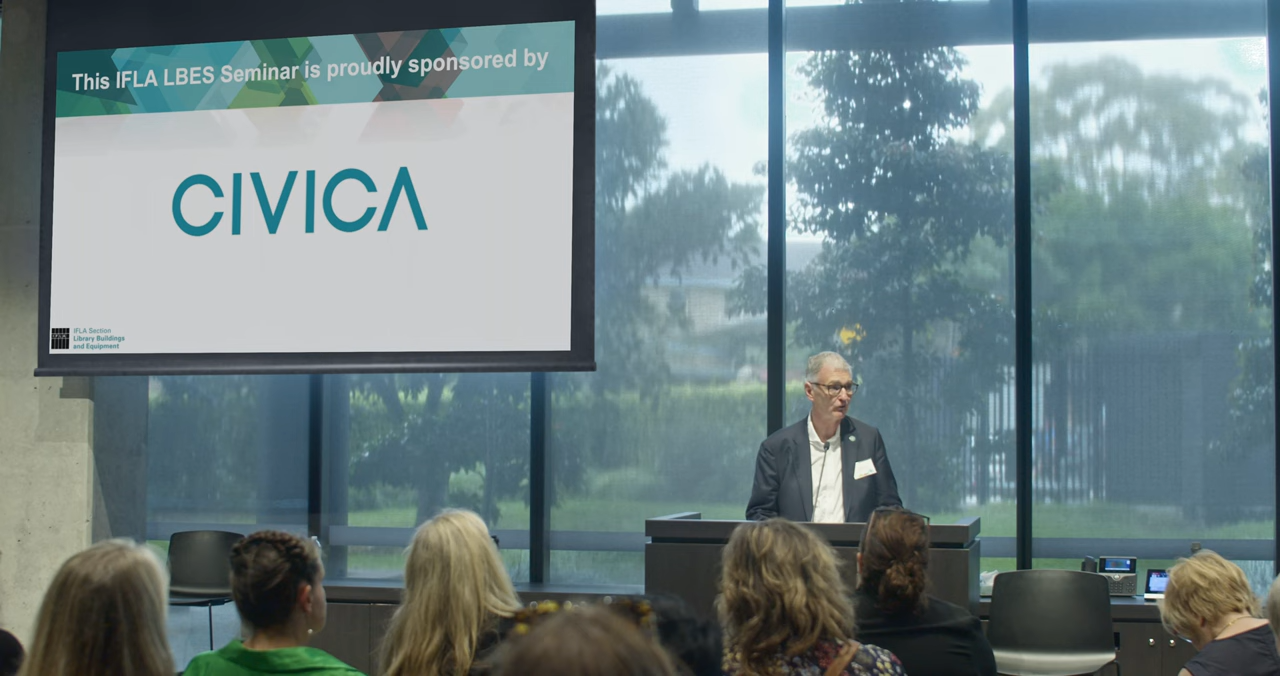 This IFLA LBES Seminar is proudly sponsored by
CIVICA
IFLA Section
Library Buildings
and Equipment